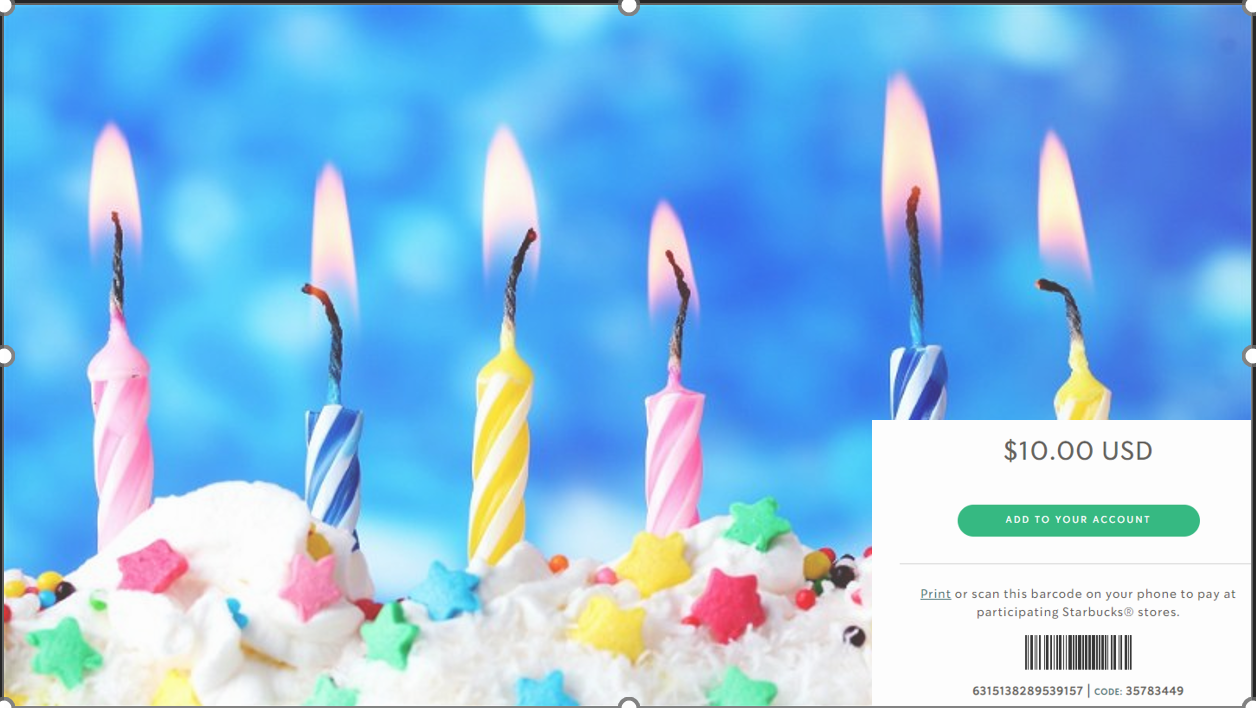 $10.00 USD
ADD TO YOUR ACCOUNT
Print or scan this barcode on your phone to pay at
participating Starbucks® stores.
6315138289539157 | CODE: 35783449